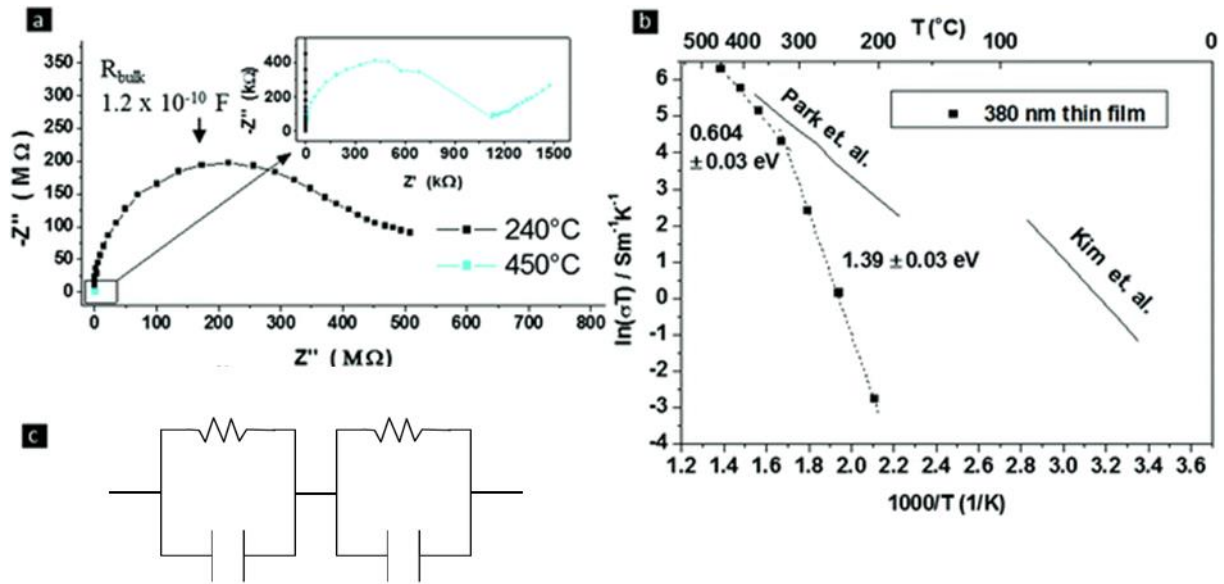 a
R_bulk
1.2 x 10⁻¹⁰ F
-Z'' ( M Ω )
350
300
250
200
150
100
50
0
0 100 200 300 400 500 600 700 800
Z'' ( MΩ )
240°C
450°C
-Z'' (kΩ)
400
200
0
0 300 600 900 1200 1500
Z' (kΩ)
b
T (°C)
500 400 300 200 100 0
380 nm thin film
Park et. al.
0.604
± 0.03 eV
1.39 ± 0.03 eV
Kim et. al.
ln(σT) / Sm⁻¹K⁻¹
6
5
4
3
2
1
0
-1
-2
-3
-4
1.2 1.4 1.6 1.8 2.0 2.2 2.4 2.6 2.8 3.0 3.2 3.4 3.6
1000/T (1/K)
c